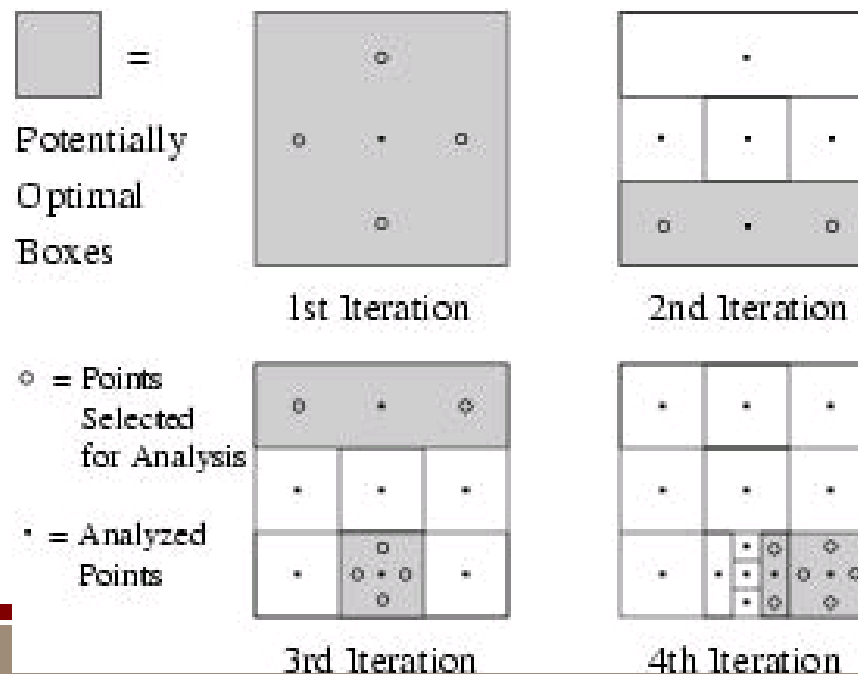 =
Potentially
Optimal
Boxes
1st Iteration
2nd Iteration
= Points
Selected
for Analysis
= Analyzed
Points
3rd Iteration
4th Iteration